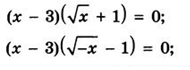 (x − 3)(√x + 1) = 0;
(x − 3)(√−x − 1) = 0;